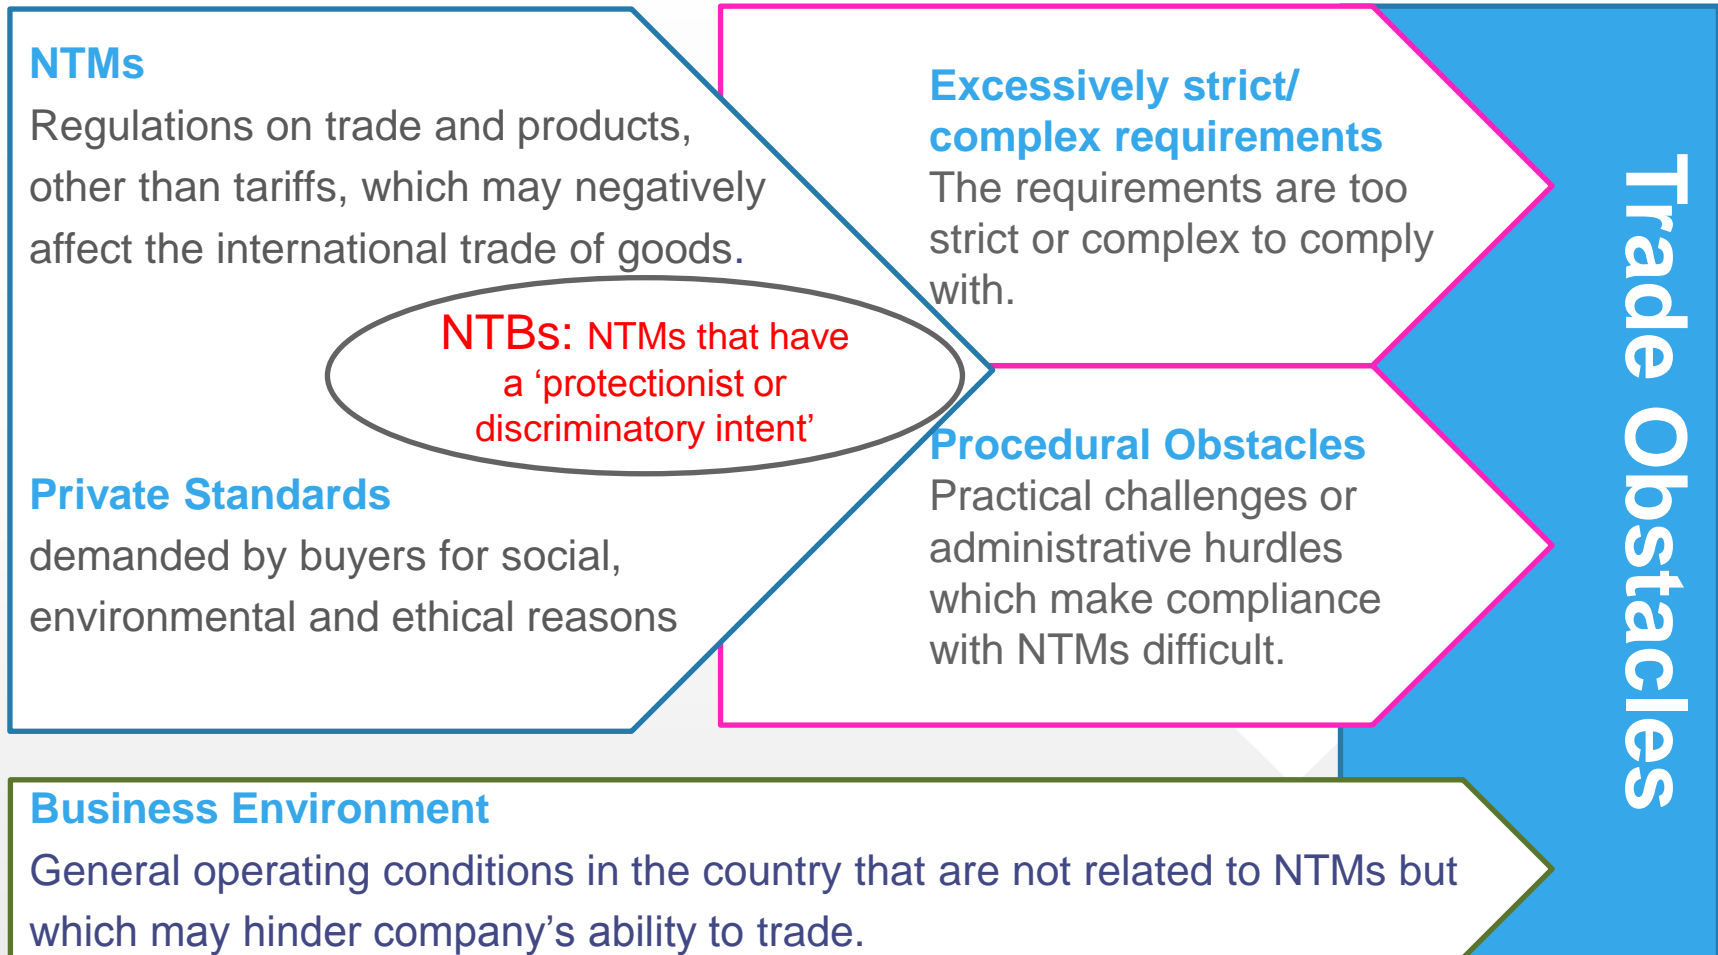 NTMs
Regulations on trade and products,
other than tariffs, which may negatively
affect the international trade of goods.
NTBs: NTMs that have
a ‘protectionist or
discriminatory intent’
Private Standards
demanded by buyers for social,
environmental and ethical reasons
Excessively strict/
complex requirements
The requirements are too
strict or complex to comply
with.
Procedural Obstacles
Practical challenges or
administrative hurdles
which make compliance
with NTMs difficult.
Trade Obstacles
Business Environment
General operating conditions in the country that are not related to NTMs but
which may hinder company’s ability to trade.